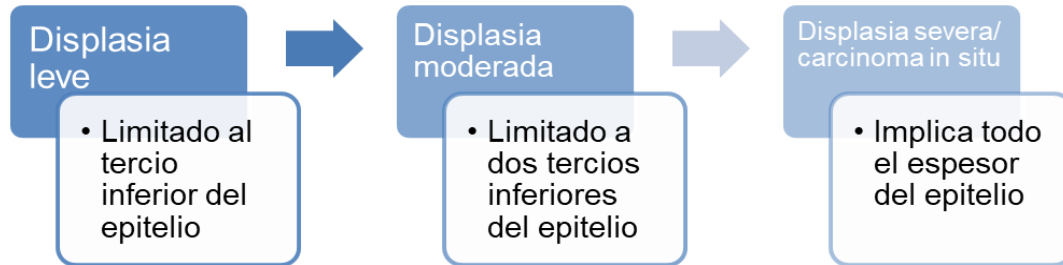 Displasia
leve
• Limitado al
tercio
inferior del
epitelio
Displasia
moderada
• Limitado a
dos tercios
inferiores
del epitelio
Displasia severa/
carcinoma in situ
• Implica todo
el espesor
del epitelio